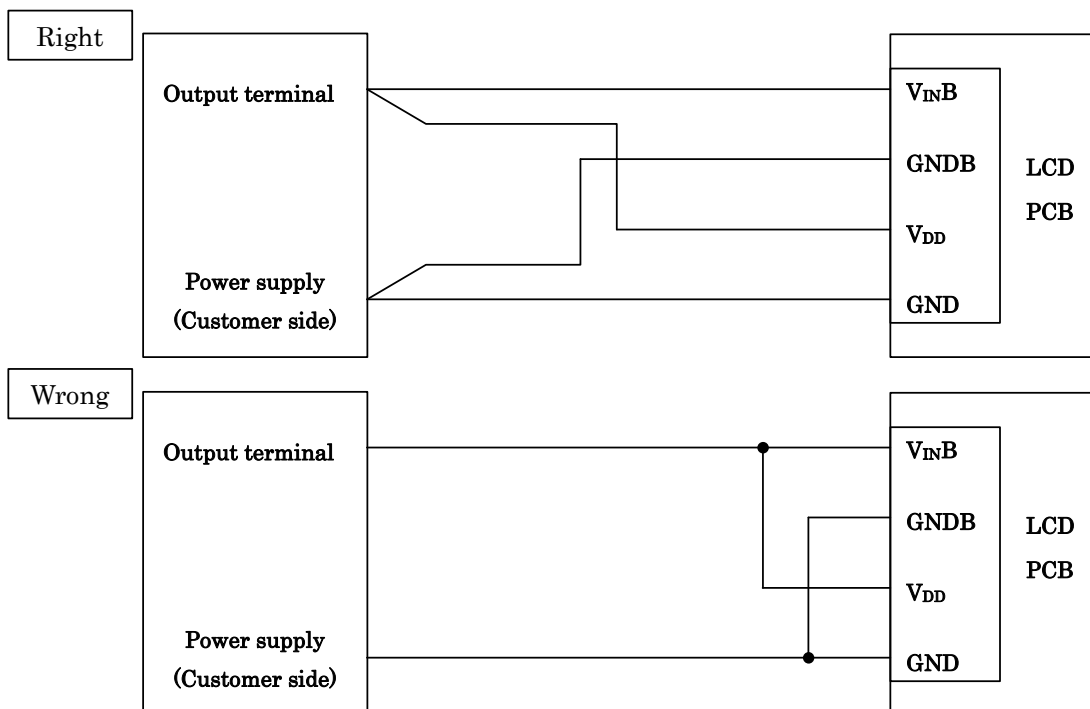 Right
Output terminal
Power supply
(Customer side)
VINB
GNDB
VDD
GND
LCD
PCB
Wrong
Output terminal
Power supply
(Customer side)
VINB
GNDB
VDD
GND
LCD
PCB